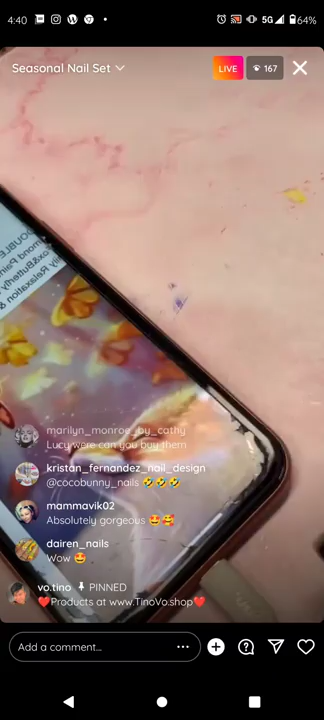 4:40
5G
64%
Seasonal Nail Set
LIVE
167
marilyn_monroe_by_cathy
Lucy were can you buy them
kristan_fernandez_nail_design
@cocobunny_nails 🤣🤣🤣
mammavik02
Absolutely gorgeous 🤩🥰
dairen_nails
Wow 🤩
vo.tino 📌 PINNED
❤️Products at www.TinoVo.shop❤️
Add a comment...